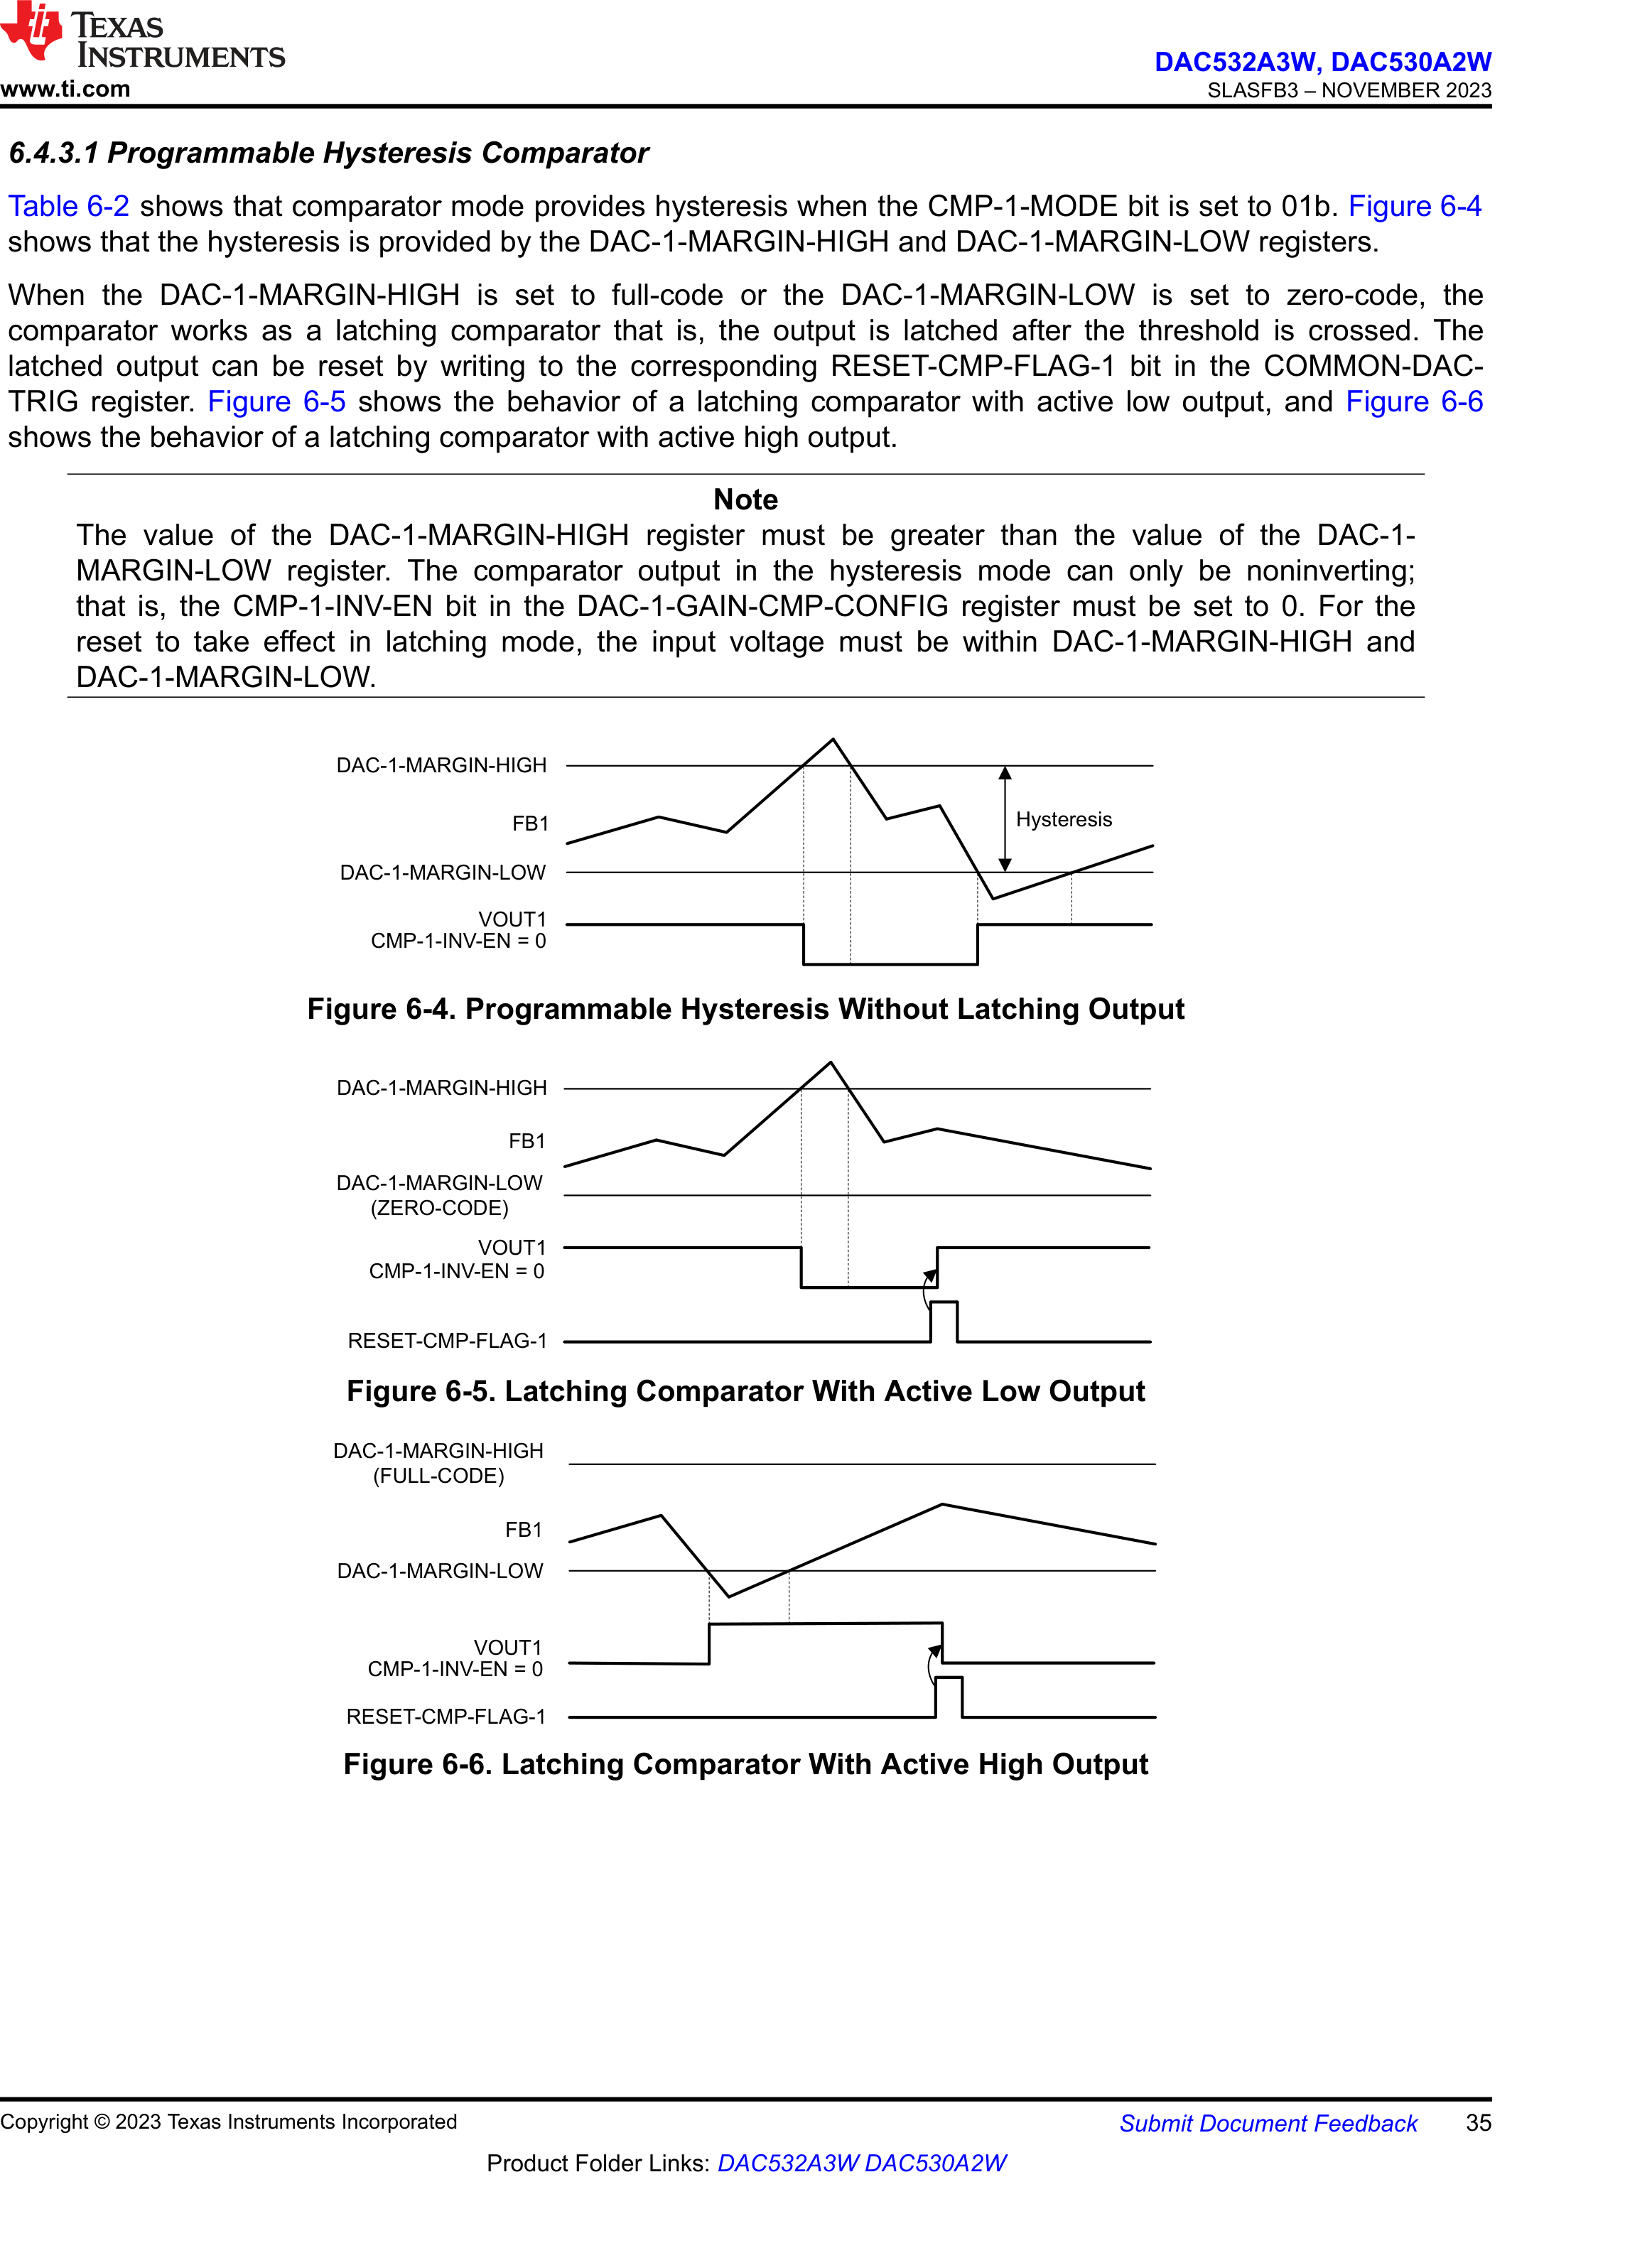 TEXAS
INSTRUMENTS
www.ti.com
DAC532A3W, DAC530A2W
SLASFB3 – NOVEMBER 2023
6.4.3.1 Programmable Hysteresis Comparator
Table 6-2 shows that comparator mode provides hysteresis when the CMP-1-MODE bit is set to 01b. Figure 6-4
shows that the hysteresis is provided by the DAC-1-MARGIN-HIGH and DAC-1-MARGIN-LOW registers.
When the DAC-1-MARGIN-HIGH is set to full-code or the DAC-1-MARGIN-LOW is set to zero-code, the
comparator works as a latching comparator that is, the output is latched after the threshold is crossed. The
latched output can be reset by writing to the corresponding RESET-CMP-FLAG-1 bit in the COMMON-DAC-
TRIG register. Figure 6-5 shows the behavior of a latching comparator with active low output, and Figure 6-6
shows the behavior of a latching comparator with active high output.
Note
The value of the DAC-1-MARGIN-HIGH register must be greater than the value of the DAC-1-
MARGIN-LOW register. The comparator output in the hysteresis mode can only be noninverting;
that is, the CMP-1-INV-EN bit in the DAC-1-GAIN-CMP-CONFIG register must be set to 0. For the
reset to take effect in latching mode, the input voltage must be within DAC-1-MARGIN-HIGH and
DAC-1-MARGIN-LOW.
DAC-1-MARGIN-HIGH
FB1
Hysteresis
DAC-1-MARGIN-LOW
VOUT1
CMP-1-INV-EN = 0
Figure 6-4. Programmable Hysteresis Without Latching Output
DAC-1-MARGIN-HIGH
FB1
DAC-1-MARGIN-LOW
(ZERO-CODE)
VOUT1
CMP-1-INV-EN = 0
RESET-CMP-FLAG-1
Figure 6-5. Latching Comparator With Active Low Output
DAC-1-MARGIN-HIGH
(FULL-CODE)
FB1
DAC-1-MARGIN-LOW
VOUT1
CMP-1-INV-EN = 0
RESET-CMP-FLAG-1
Figure 6-6. Latching Comparator With Active High Output
Copyright © 2023 Texas Instruments Incorporated
Submit Document Feedback 35
Product Folder Links: DAC532A3W DAC530A2W